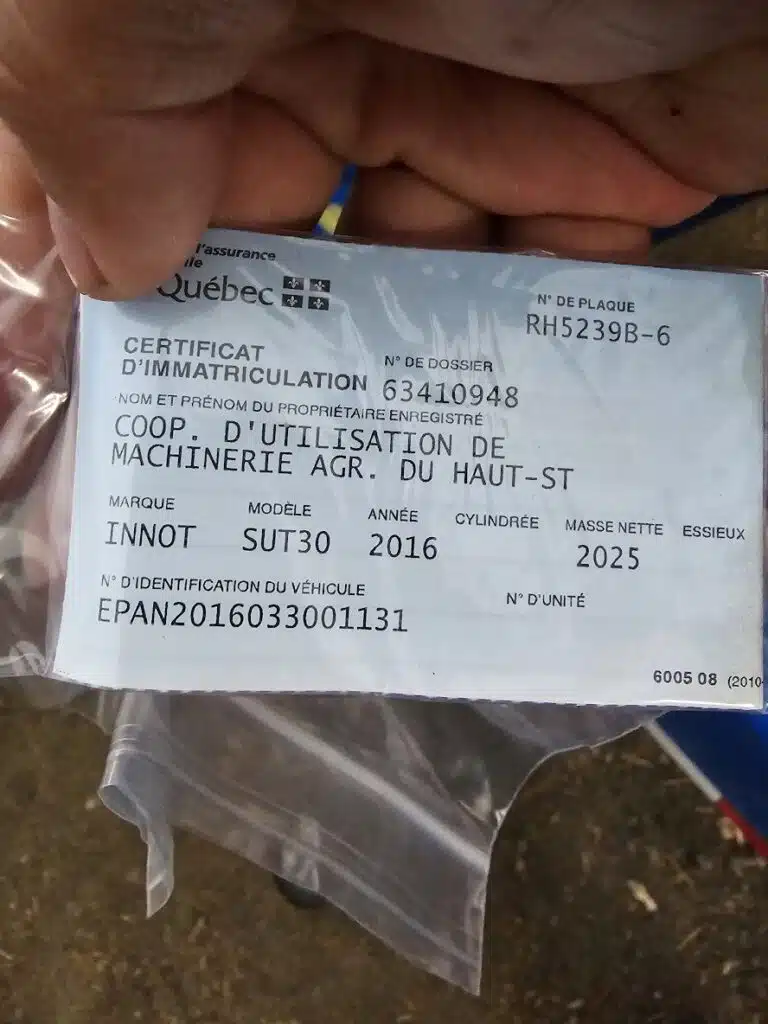 l'assurance
ile
Québec
N° DE PLAQUE
RH5239B-6
CERTIFICAT
D'IMMATRICULATION
N° DE DOSSIER
63410948
NOM ET PRÉNOM DU PROPRIÉTAIRE ENREGISTRÉ
COOP. D'UTILISATION DE
MACHINERIE AGR. DU HAUT-ST
MARQUE MODÈLE ANNÉE CYLINDRÉE MASSE NETTE ESSIEUX
INNOT SUT30 2016 2025
N° D'IDENTIFICATION DU VÉHICULE N° D'UNITÉ
EPAN2016033001131
6005 08 (2010-